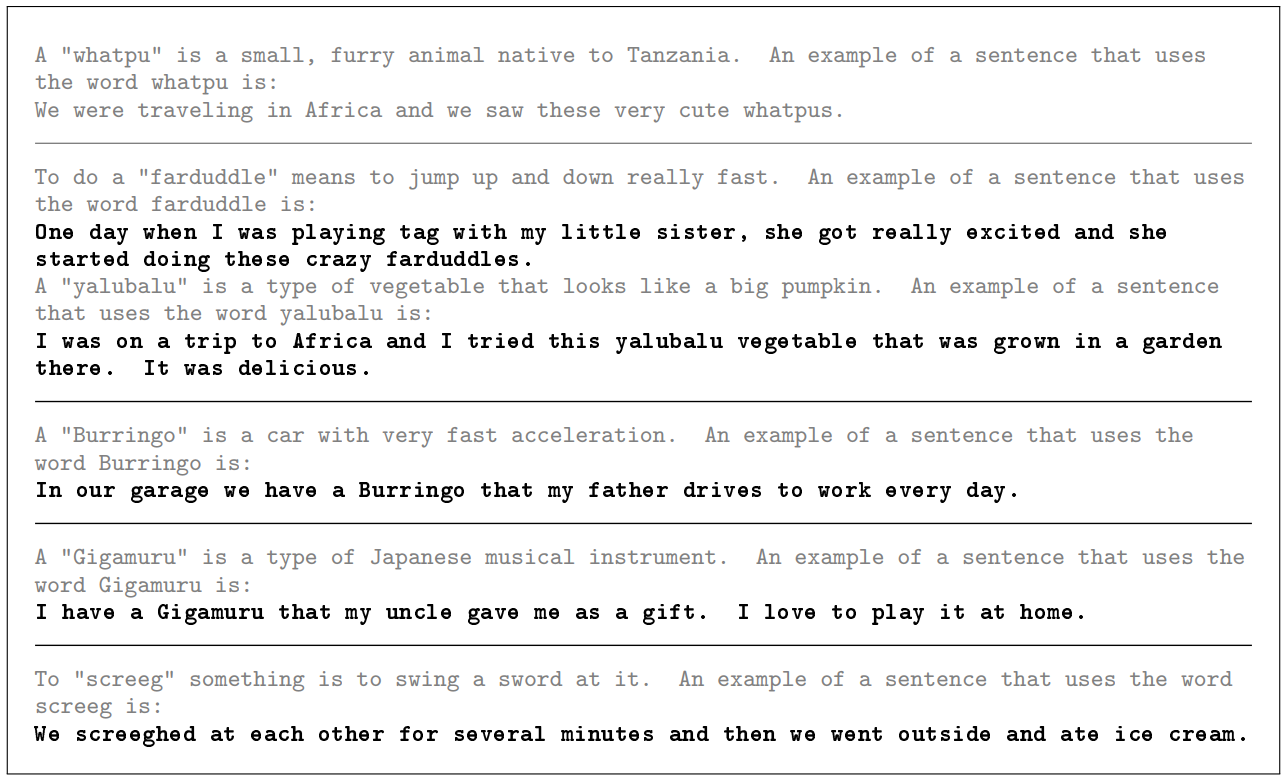 A "whatpu" is a small, furry animal native to Tanzania.  An example of a sentence that uses
the word whatpu is:
We were traveling in Africa and we saw these very cute whatpus.
To do a "farduddle" means to jump up and down really fast.  An example of a sentence that uses
the word farduddle is:
One day when I was playing tag with my little sister, she got really excited and she
started doing these crazy farduddles.
A "yalubalu" is a type of vegetable that looks like a big pumpkin.  An example of a sentence
that uses the word yalubalu is:
I was on a trip to Africa and I tried this yalubalu vegetable that was grown in a garden
there.  It was delicious.
A "Burringo" is a car with very fast acceleration.  An example of a sentence that uses the
word Burringo is:
In our garage we have a Burringo that my father drives to work every day.
A "Gigamuru" is a type of Japanese musical instrument.  An example of a sentence that uses the
word Gigamuru is:
I have a Gigamuru that my uncle gave me as a gift.  I love to play it at home.
To "screeg" something is to swing a sword at it.  An example of a sentence that uses the word
screeg is:
We screeghed at each other for several minutes and then we went outside and ate ice cream.